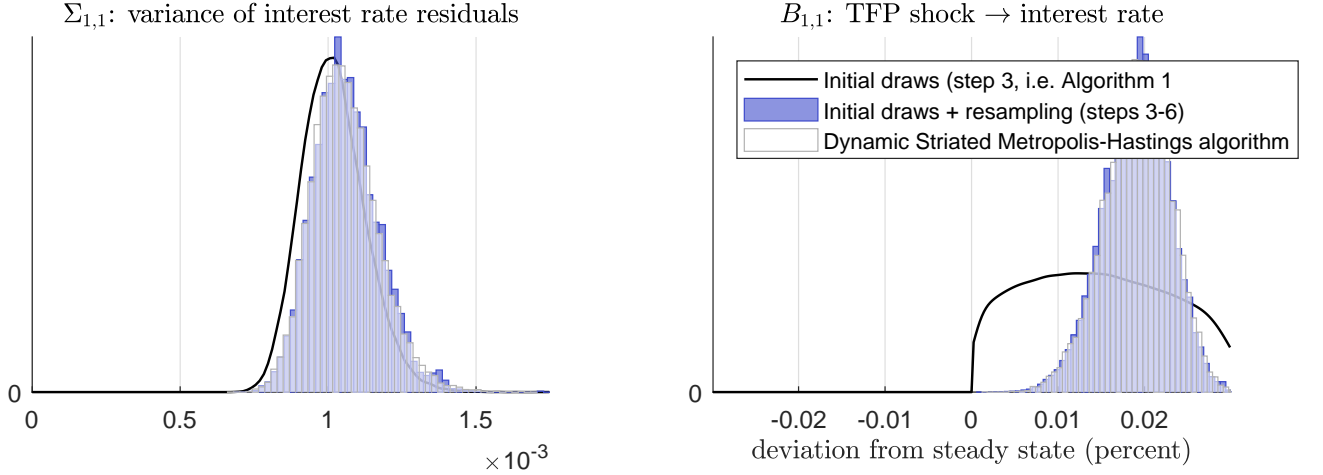 Σ1,1: variance of interest rate residuals
0
0 0.5 1 1.5
×10-3
B1,1: TFP shock → interest rate
Initial draws (step 3, i.e. Algorithm 1
Initial draws + resampling (steps 3-6)
Dynamic Striated Metropolis-Hastings algorithm
0
-0.02 -0.01 0 0.01 0.02
deviation from steady state (percent)